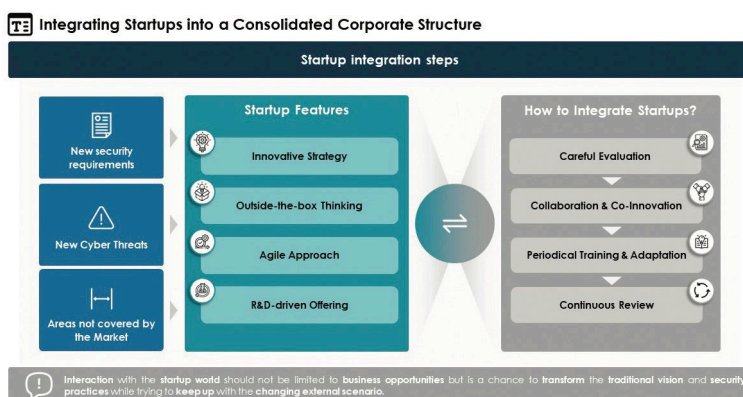 Integrating Startups into a Consolidated Corporate Structure
Startup integration steps
New security
requirements
New Cyber Threats
Areas not covered by
the Market
Startup Features
Innovative Strategy
Outside-the-box Thinking
Agile Approach
R&D-driven Offering
How to Integrate Startups?
Careful Evaluation
Collaboration & Co-Innovation
Periodical Training & Adaptation
Continuous Review
Interaction with the startup world should not be limited to business opportunities but is a chance to transform the traditional vision and security
practices while trying to keep up with the changing external scenario.